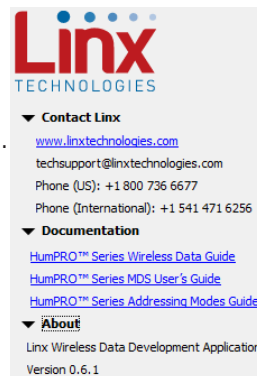 Linx
TECHNOLOGIES
Contact Linx
www.linxtechnologies.com
techsupport@linxtechnologies.com
Phone (US): +1 800 736 6677
Phone (International): +1 541 471 6256
Documentation
HumPRO™ Series Wireless Data Guide
HumPRO™ Series MDS User's Guide
HumPRO™ Series Addressing Modes Guide
About
Linx Wireless Data Development Application
Version 0.6.1